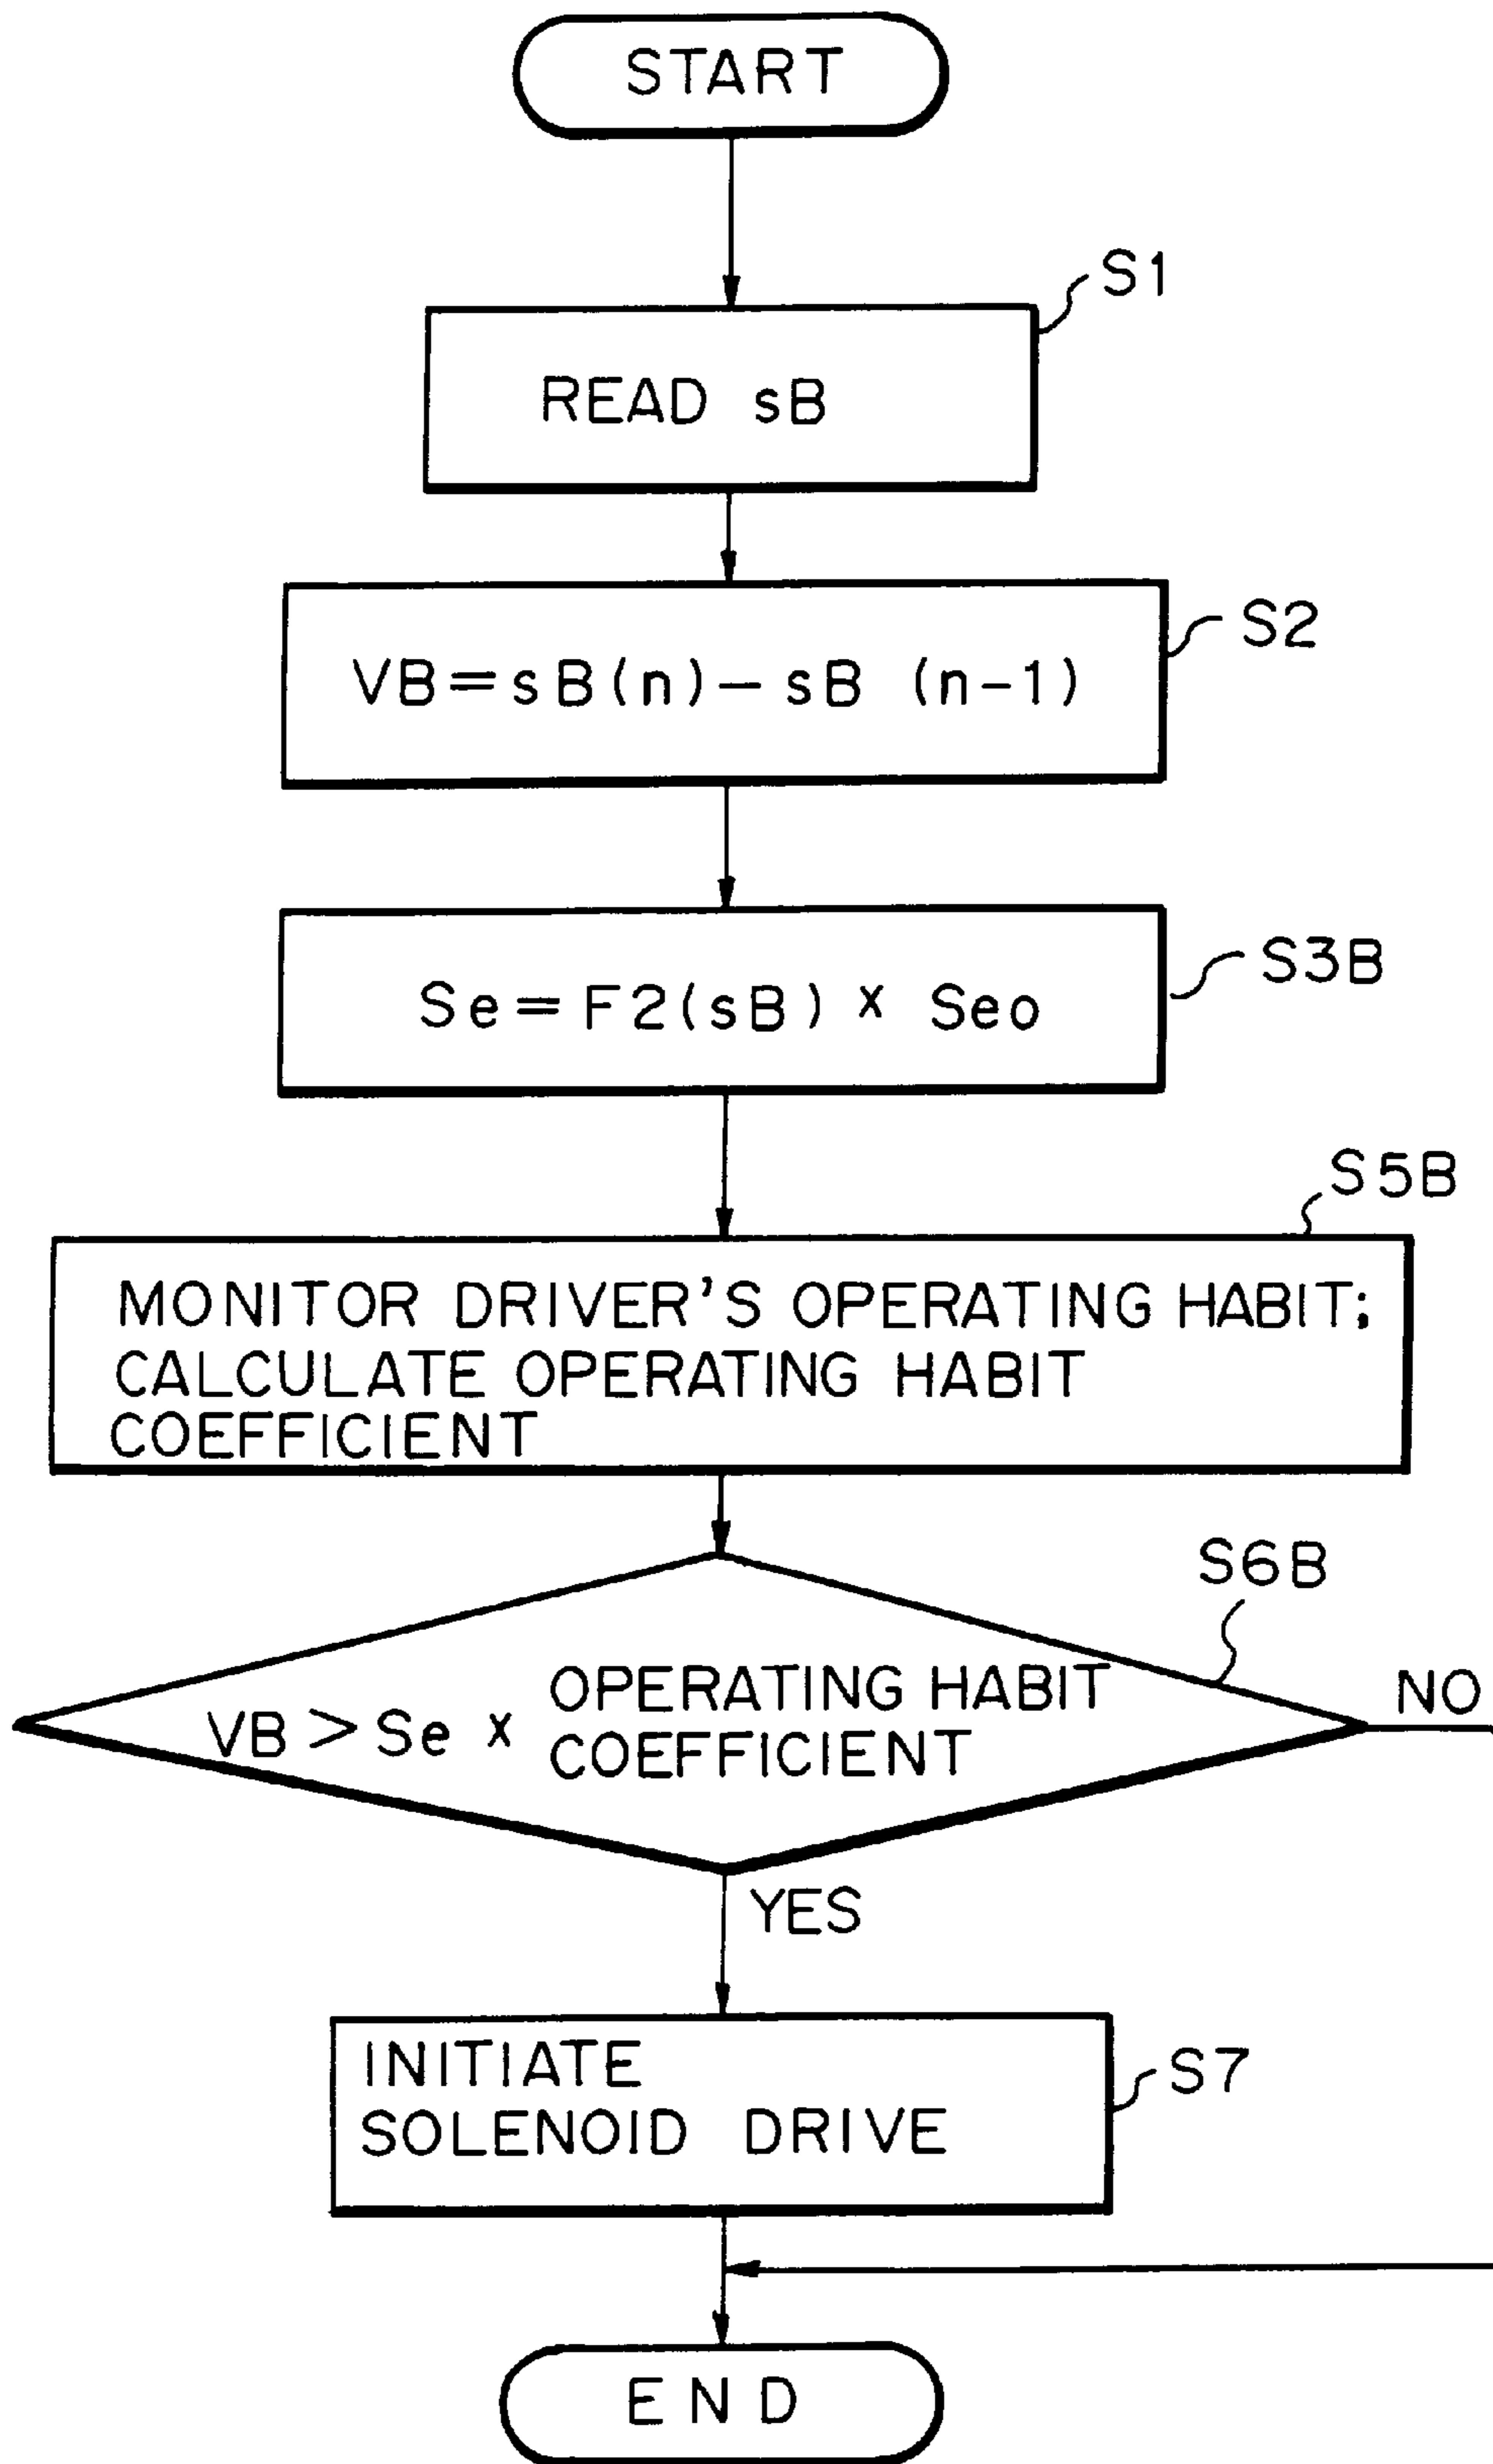 START
S1
READ sB
S2
VB=sB(n)-sB (n-1)
S3B
Se=F2(sB) x Seo
S5B
MONITOR DRIVER'S OPERATING HABIT;
CALCULATE OPERATING HABIT
COEFFICIENT
S6B
NO
OPERATING HABIT
VB > Se x
COEFFICIENT
YES
INITIATE
S7
SOLENOID DRIVE
END